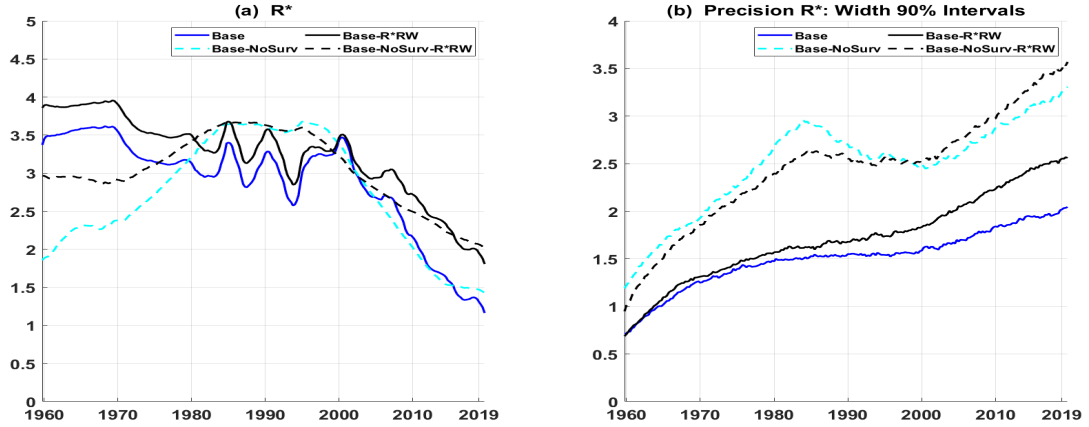 (a) R*
5
4.5
4
3.5
3
2.5
2
1.5
1
0.5
0
1960 1970 1980 1990 2000 2010 2019
Base Base-R*RW
Base-NoSurv Base-NoSurv-R*RW
(b) Precision R*: Width 90% Intervals
4
3.5
3
2.5
2
1.5
1
0.5
0
1960 1970 1980 1990 2000 2010 2019
Base Base-R*RW
Base-NoSurv Base-NoSurv-R*RW